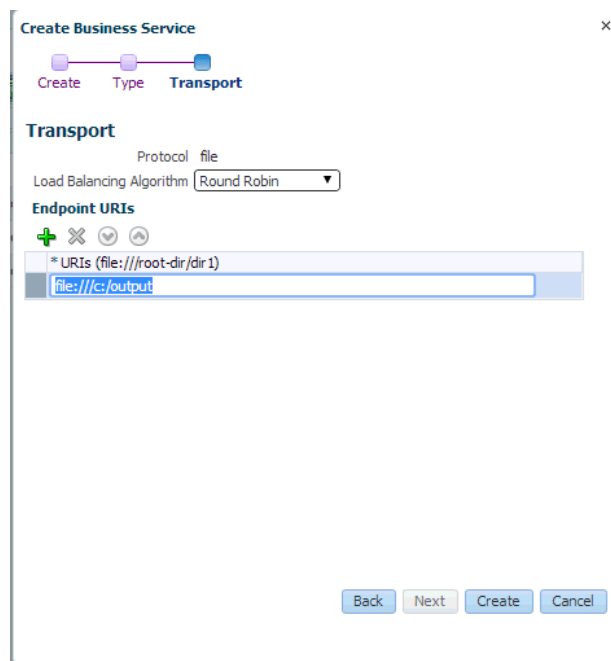 Create Business Service
Create Type Transport
Transport
Protocol file
Load Balancing Algorithm Round Robin
Endpoint URIs
* URIs (file:///root-dir/dir1)
file:///c:/output
Back Next Create Cancel